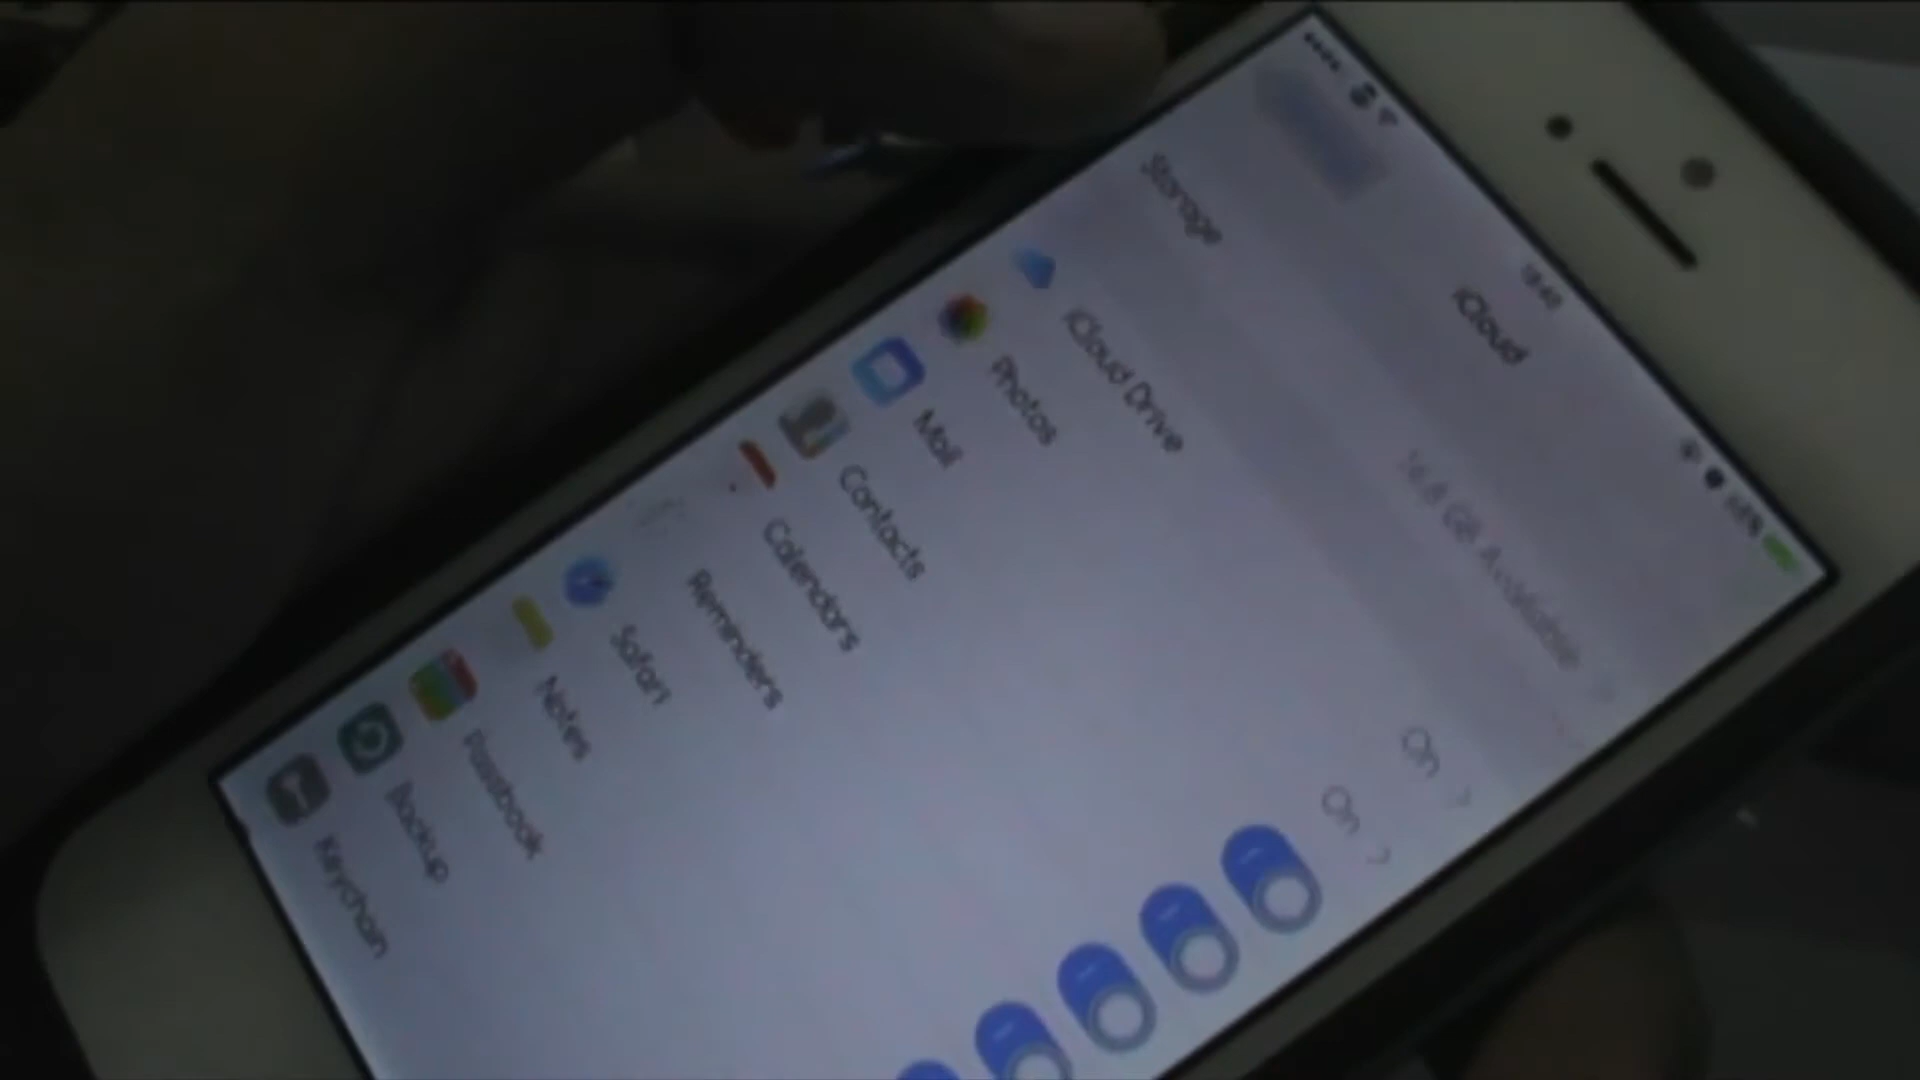 iCloud
Storage
iCloud Drive On
Photos On
Mail
Contacts
Calendars
Reminders
Safari
Notes
Passbook
Backup
Keychain